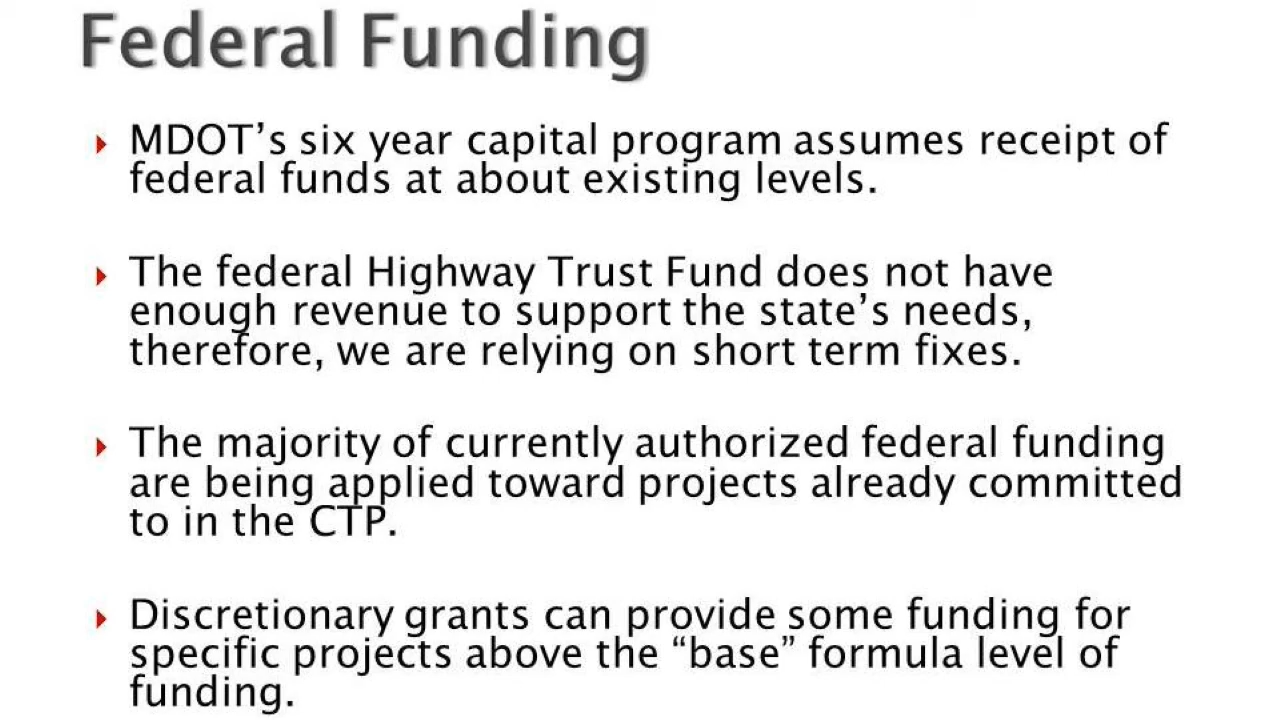 Federal Funding
MDOT’s six year capital program assumes receipt of
federal funds at about existing levels.
The federal Highway Trust Fund does not have
enough revenue to support the state’s needs,
therefore, we are relying on short term fixes.
The majority of currently authorized federal funding
are being applied toward projects already committed
to in the CTP.
Discretionary grants can provide some funding for
specific projects above the “base” formula level of
funding.